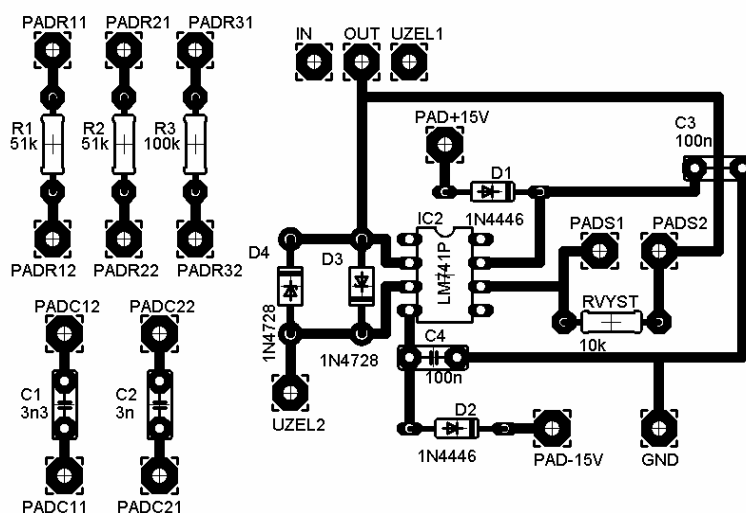 PADR11
PADR21
PADR31
IN
OUT
UZEL1
R1
51k
R2
51k
R3
100k
PAD+15V
C3
100n
D1
1N4446
IC2
LM741P
PADS1
PADS2
PADR12
PADR22
PADR32
D4
D3
1N4728
1N4728
RVYST
10k
PADC12
PADC22
C4
100n
C1
3n3
C2
3n
UZEL2
D2
1N4446
PAD-15V
GND
PADC11
PADC21